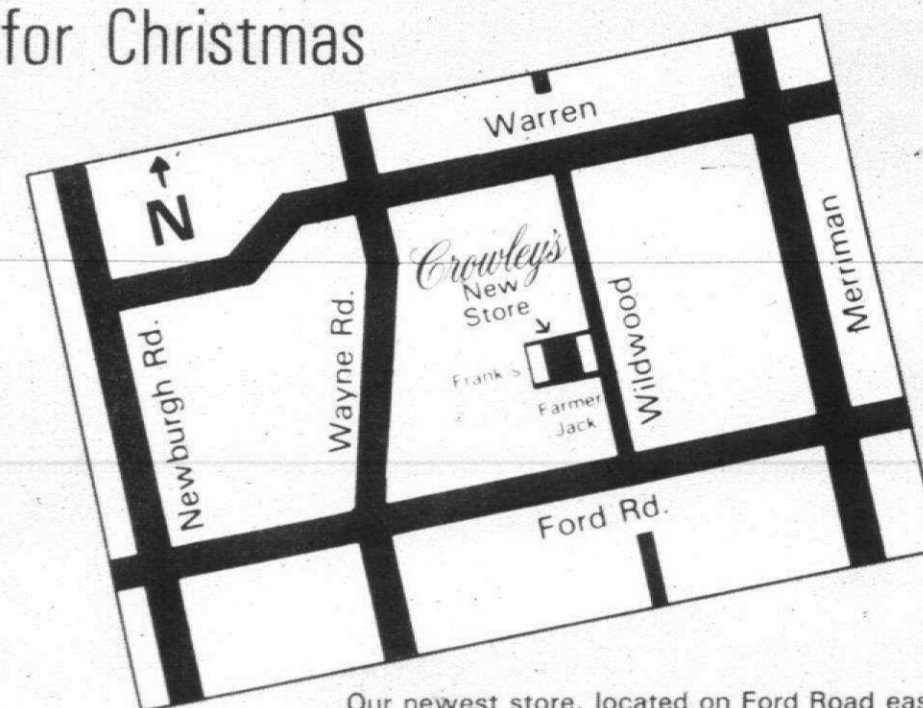 for Christmas
Warren
N
Crowley's
New
Store
Merriman
Newburgh Rd.
Wayne Rd.
Wildwood
Frank's
Farmer
Jack
Ford Rd.
Our newest store, located on Ford Road eas